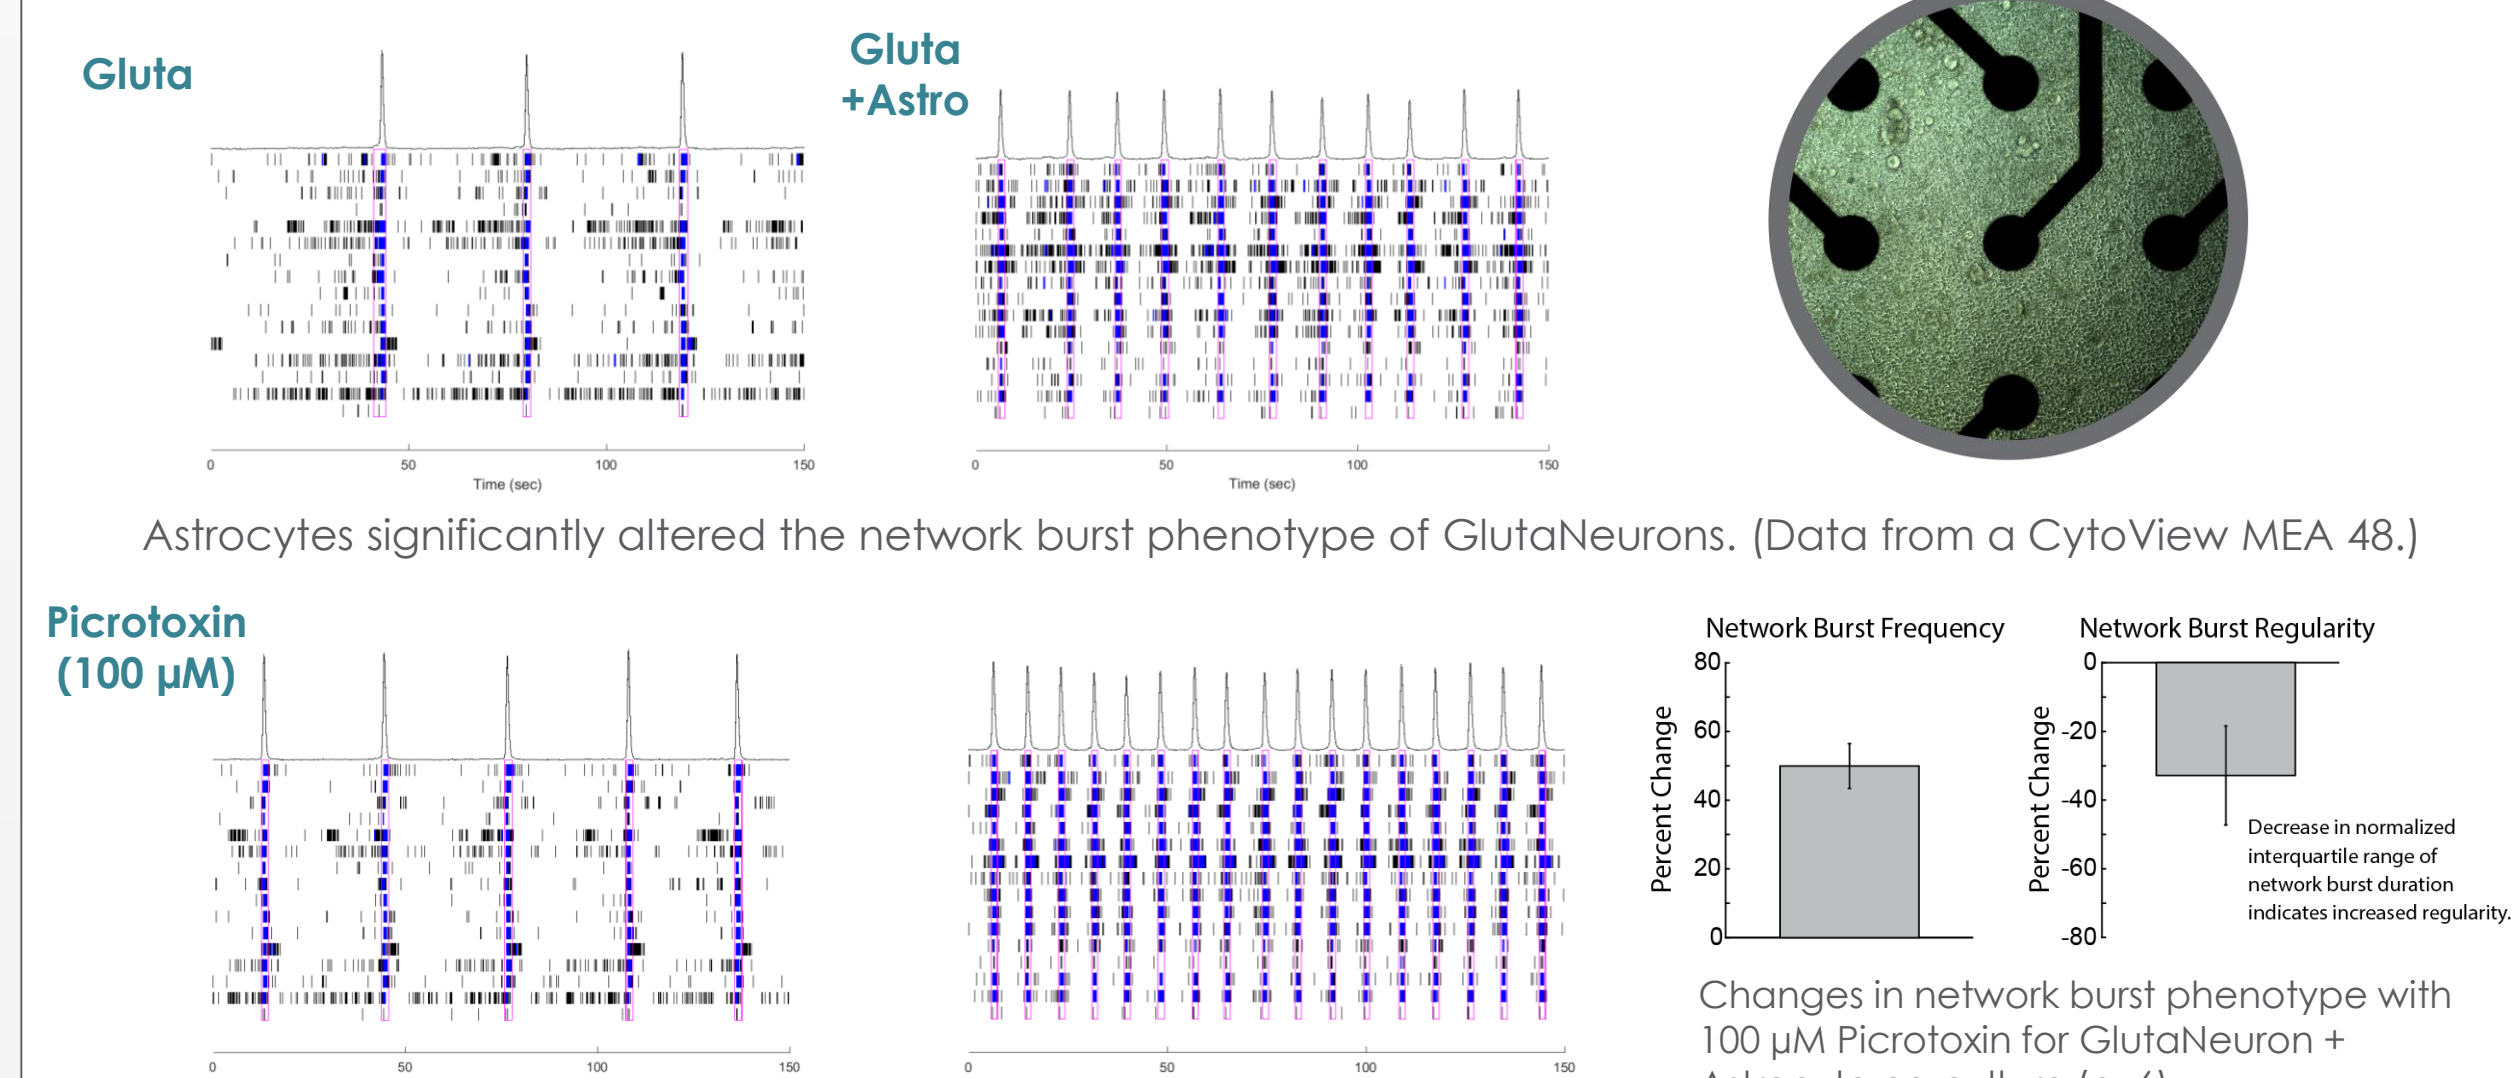 Gluta
Gluta
+Astro
0 50 100 150
Time (sec)
0 50 100 150
Time (sec)
Astrocytes significantly altered the network burst phenotype of GlutaNeurons. (Data from a CytoView MEA 48.)
Picrotoxin
(100 µM)
0 50 100 150
0 50 100 150
Network Burst Frequency
Percent Change
80
60
40
20
0
Network Burst Regularity
Percent Change
0
-20
-40
-60
-80
Decrease in normalized
interquartile range of
network burst duration
indicates increased regularity.
Changes in network burst phenotype with
100 µM Picrotoxin for GlutaNeuron +